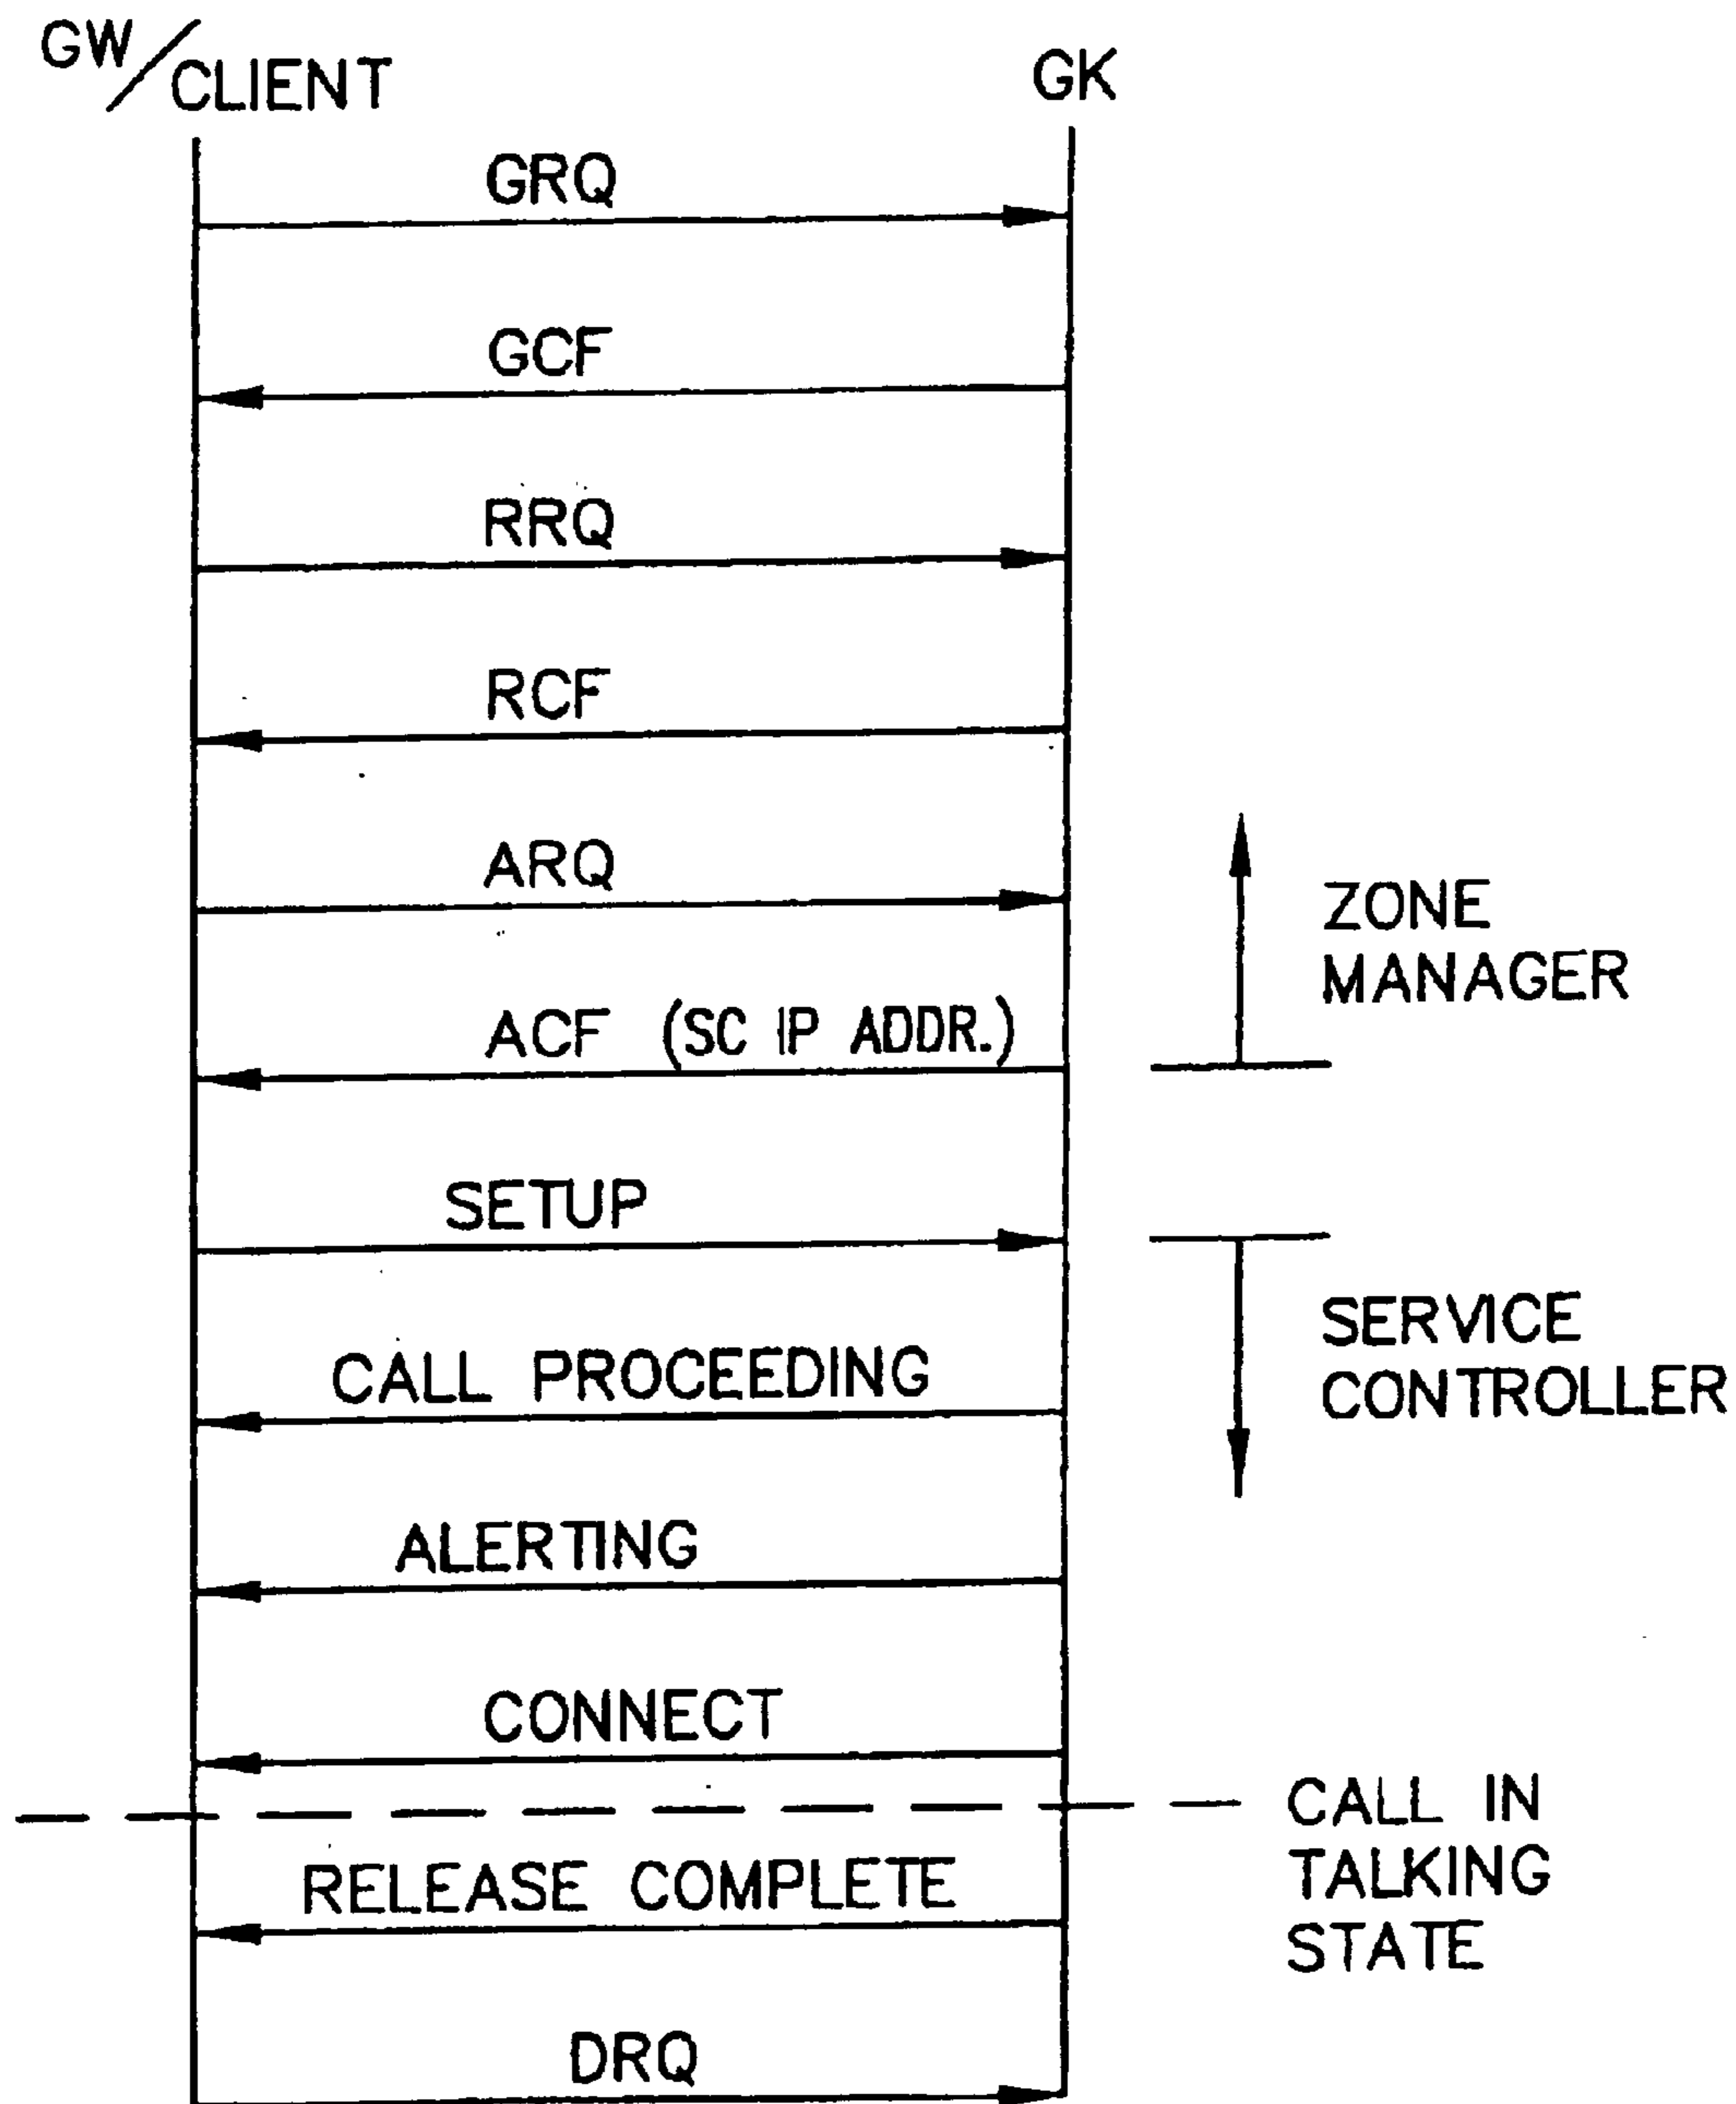 GW/CLIENT
GK
GRQ
GCF
RRQ
RCF
ARQ
ZONE
MANAGER
ACF (SC IP ADDR.)
SETUP
SERVICE
CONTROLLER
CALL PROCEEDING
ALERTING
CONNECT
CALL IN
TALKING
STATE
RELEASE COMPLETE
DRQ